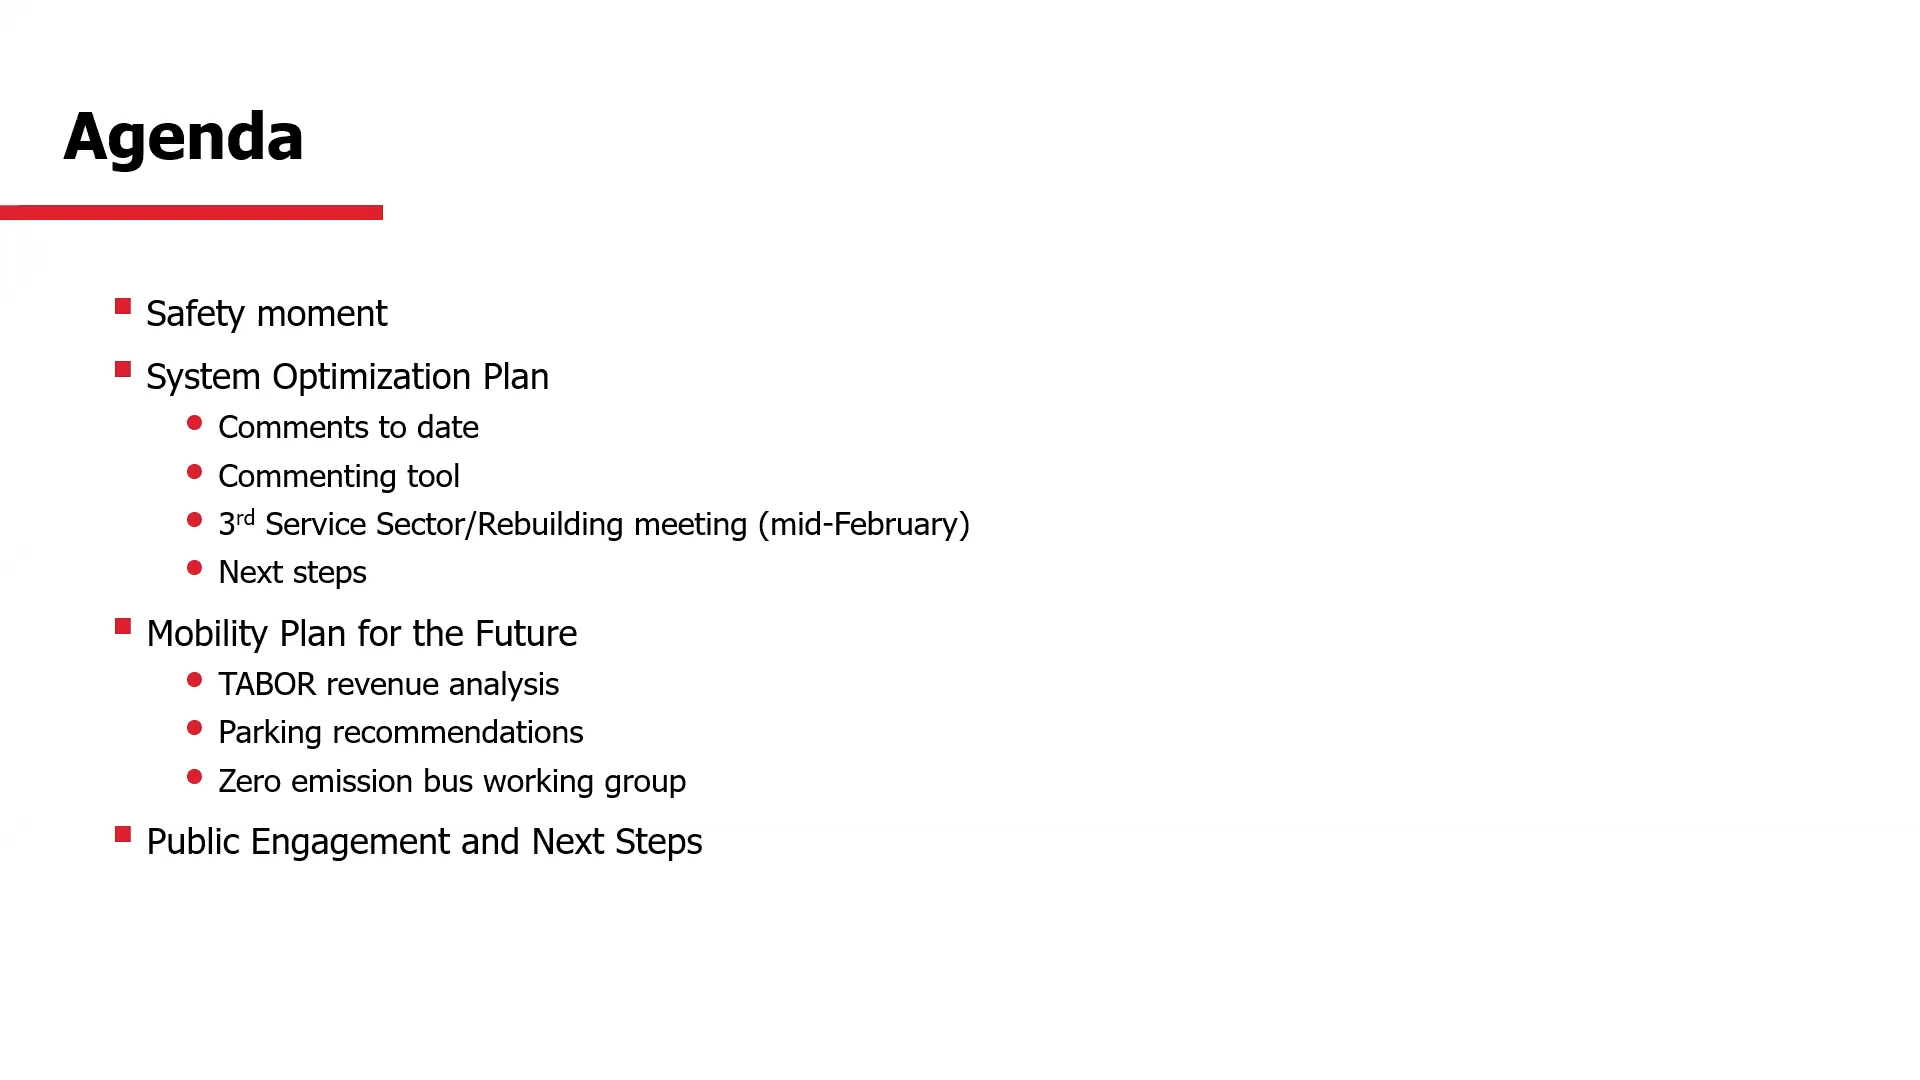 Agenda
Safety moment
System Optimization Plan
Comments to date
Commenting tool
3rd Service Sector/Rebuilding meeting (mid-February)
Next steps
Mobility Plan for the Future
TABOR revenue analysis
Parking recommendations
Zero emission bus working group
Public Engagement and Next Steps